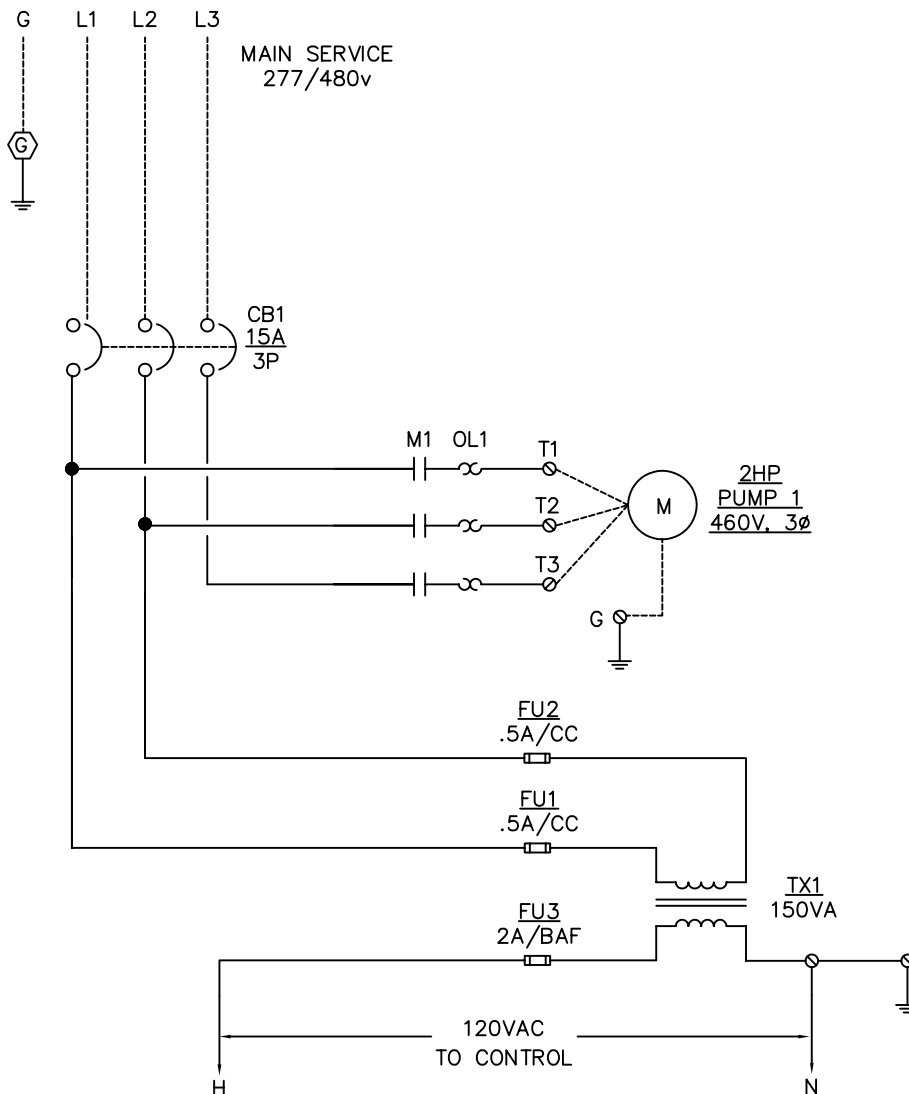 G L1 L2 L3
MAIN SERVICE
277/480v
G
CB1
15A
3P
M1 OL1 T1
T2
T3
M
2HP
PUMP 1
460V, 3ø
G
FU2
.5A/CC
FU1
.5A/CC
TX1
150VA
FU3
2A/BAF
120VAC
TO CONTROL
H N